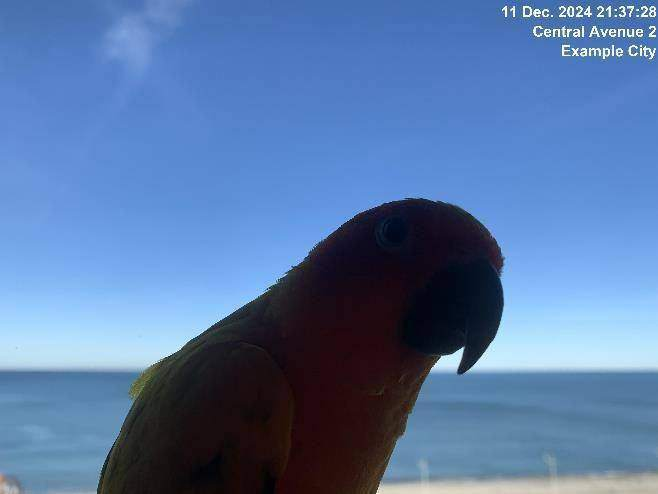 11 Dec. 2024 21:37:28
Central Avenue 2
Example City